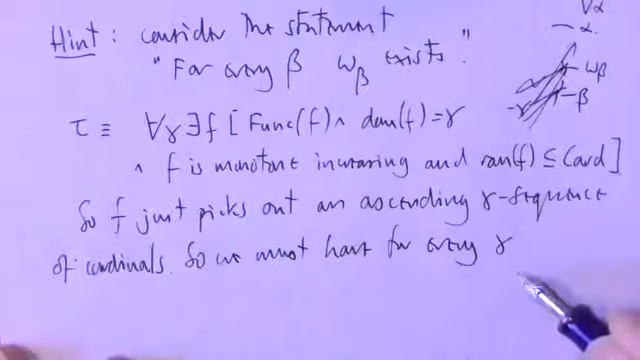 Hint: consider the statement
"For every β ω_β exists."
τ ≡ ∀γ∃f [Func(f) ∧ dom(f)=γ
∧ f is monotone increasing and ran(f) ⊆ Card]
So f just picks out an ascending γ-sequence
of cardinals. So we must have for every γ
Vα
α
ω_β
β